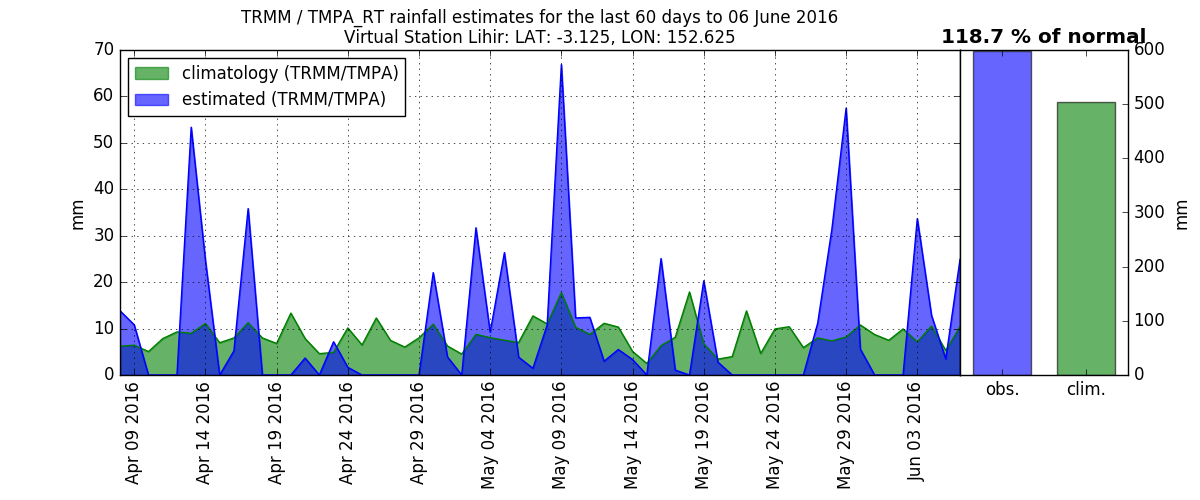 TRMM / TMPA_RT rainfall estimates for the last 60 days to 06 June 2016
Virtual Station Lihir: LAT: -3.125, LON: 152.625
118.7 % of normal
climatology (TRMM/TMPA)
estimated (TRMM/TMPA)
70
60
50
40
30
20
10
0
mm
Apr 09 2016
Apr 14 2016
Apr 19 2016
Apr 24 2016
Apr 29 2016
May 04 2016
May 09 2016
May 14 2016
May 19 2016
May 24 2016
May 29 2016
Jun 03 2016
600
500
400
300
200
100
0
mm
obs.
clim.